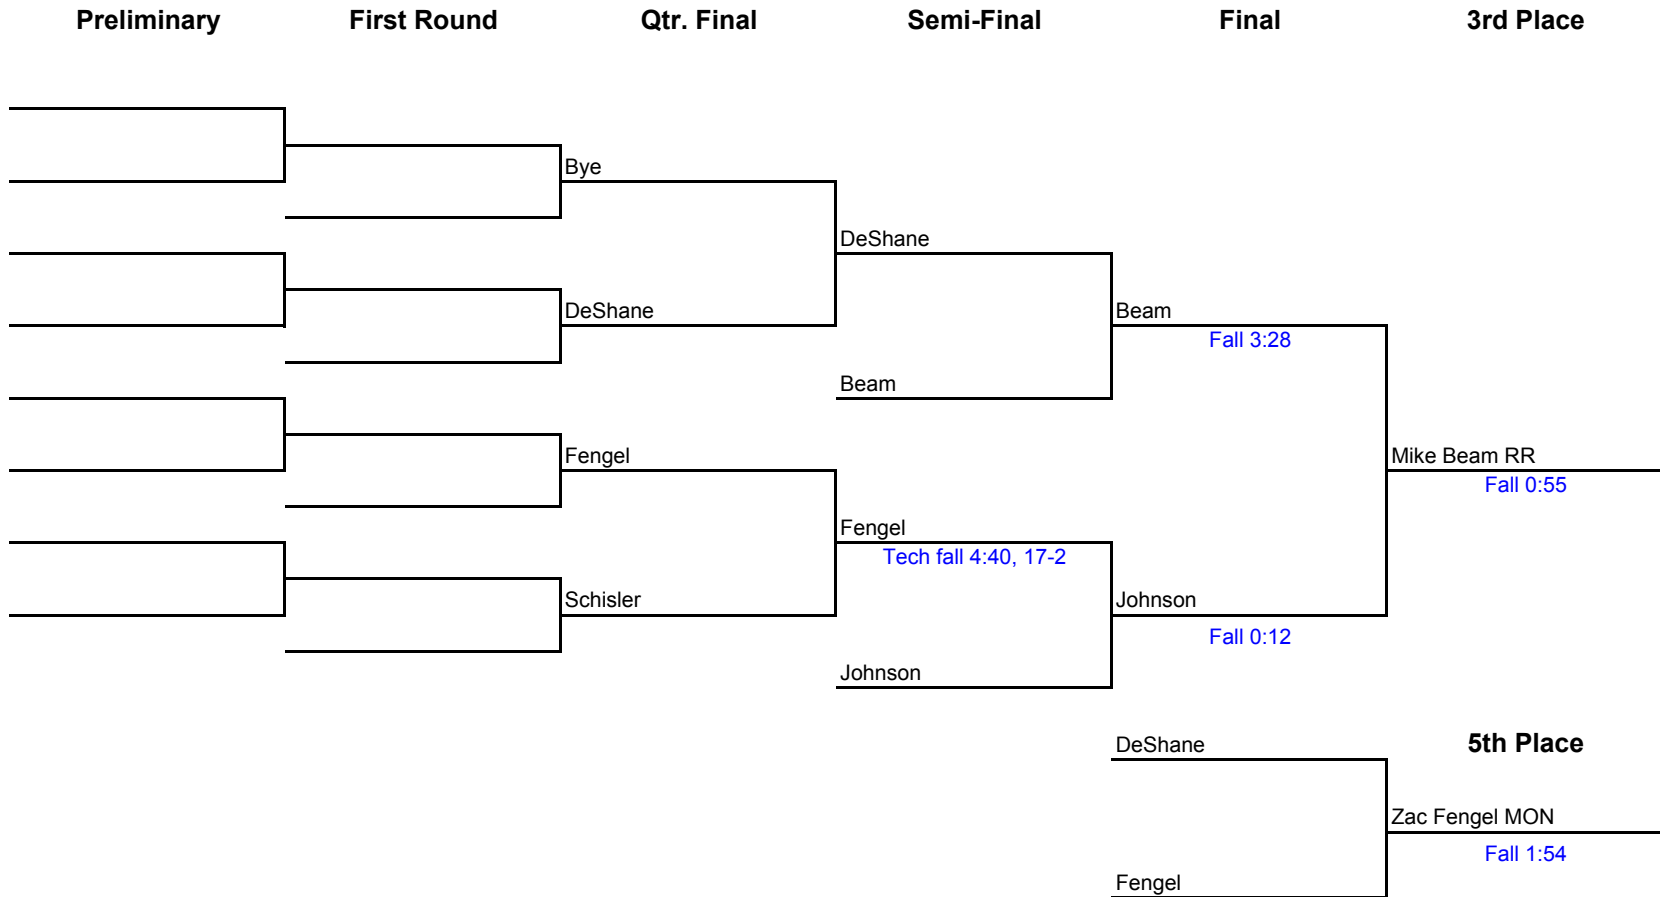 Preliminary First Round Qtr. Final Semi-Final Final 3rd Place
Bye
DeShane
DeShane Beam
Fall 3:28
Beam
Fengel Mike Beam RR
Fall 0:55
Fengel
Tech fall 4:40, 17-2
Schisler Johnson
Fall 0:12
Johnson
DeShane 5th Place
Zac Fengel MON
Fall 1:54
Fengel